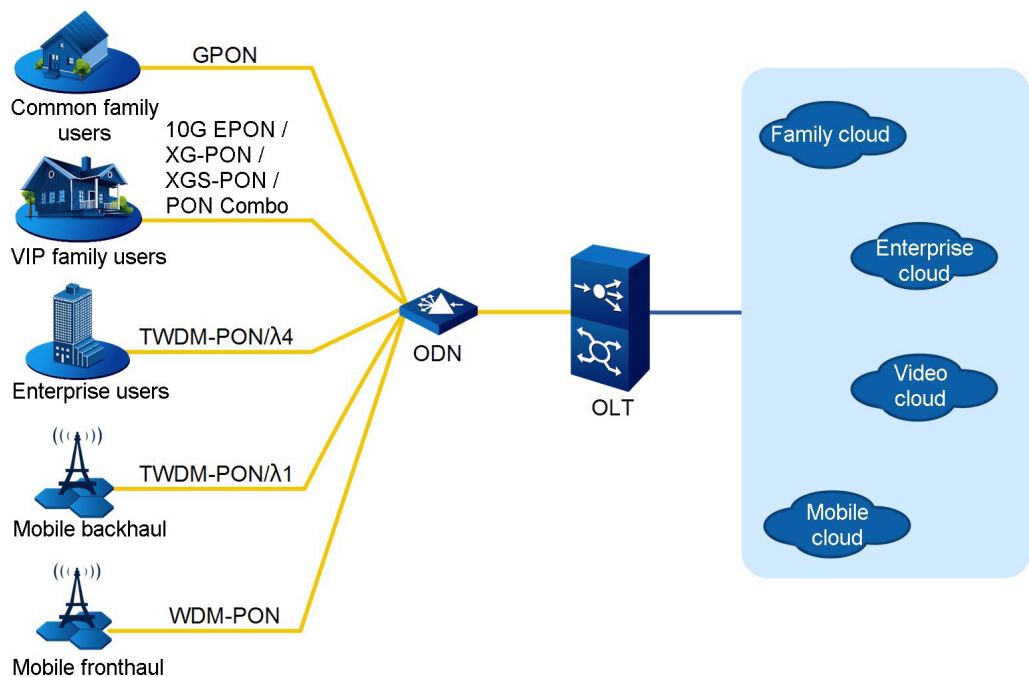 GPON
Common family
users
10G EPON /
XG-PON /
XGS-PON /
PON Combo
VIP family users
TWDM-PON/λ4
Enterprise users
TWDM-PON/λ1
Mobile backhaul
WDM-PON
Mobile fronthaul
ODN
OLT
Family cloud
Enterprise
cloud
Video
cloud
Mobile
cloud